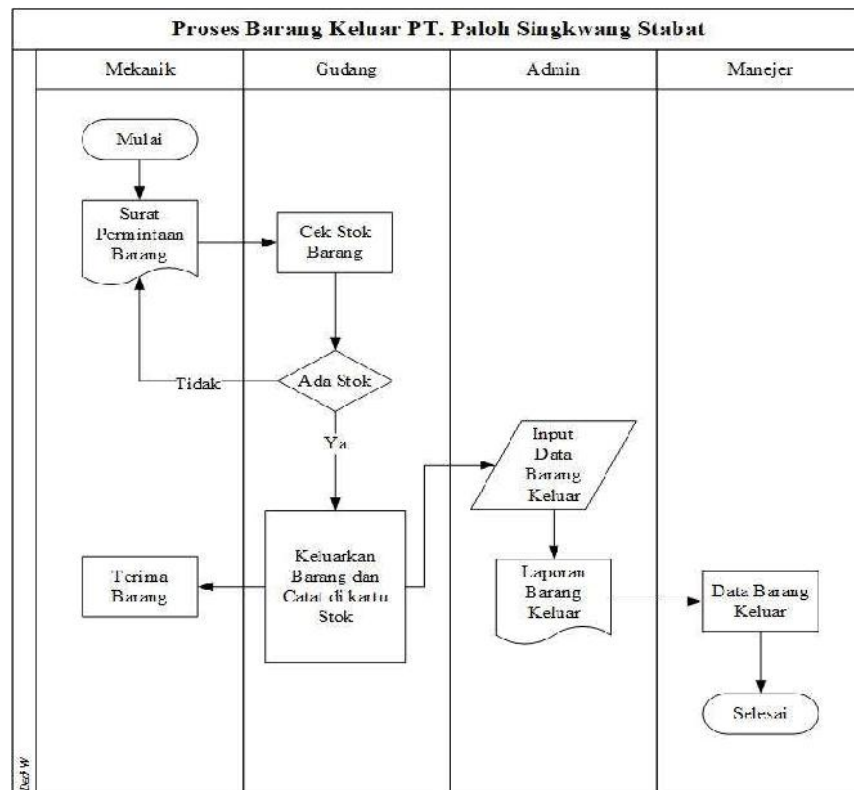 Proses Barang Keluar PT. Paloh Singkwang Stabat
Mekanik
Gudang
Admin
Manejer
Mulai
Surat
Permintaan
Barang
Cek Stok
Barang
Tidak
Ada Stok
Ya
Input
Data
Barang
Keluar
Keluarkan
Barang dan
Catat di kartu
Stok
Terima
Barang
Laporan
Barang
Keluar
Data Barang
Keluar
Selesai